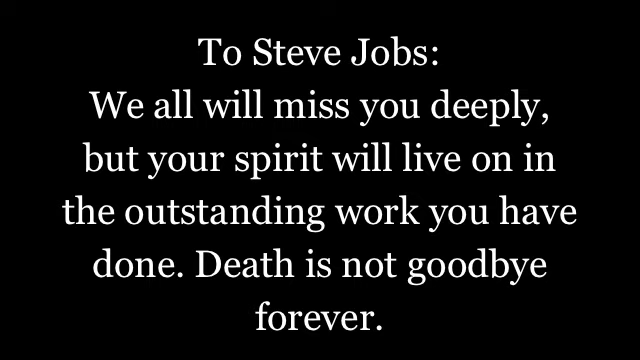 To Steve Jobs:
We all will miss you deeply,
but your spirit will live on in
the outstanding work you have
done. Death is not goodbye
forever.